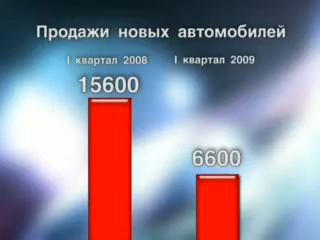 Продажи новых автомобилей
I квартал 2008 I квартал 2009
15600
6600